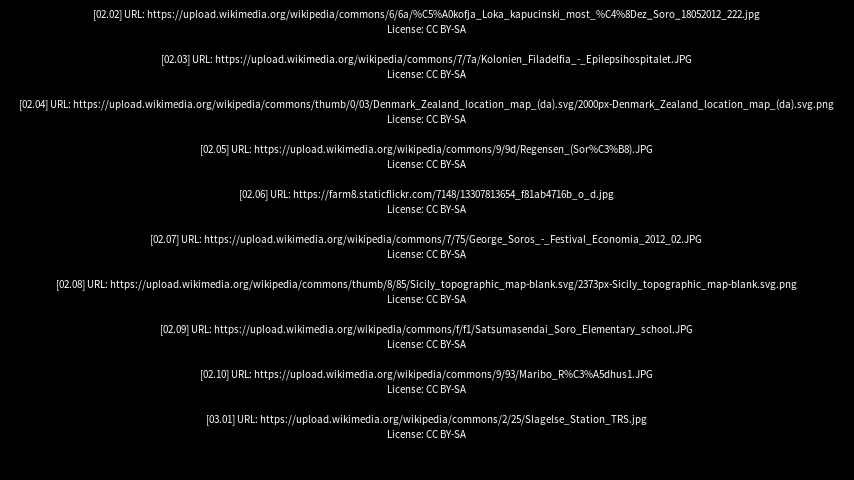 [02.02] URL: https://upload.wikimedia.org/wikipedia/commons/6/6a/%C5%A0kofja_Loka_kapucinski_most_%C4%8Dez_Soro_18052012_222.jpg
License: CC BY-SA
[02.03] URL: https://upload.wikimedia.org/wikipedia/commons/7/7a/Kolonien_Filadelfia_-_Epilepsihospitalet.JPG
License: CC BY-SA
[02.04] URL: https://upload.wikimedia.org/wikipedia/commons/thumb/0/03/Denmark_Zealand_location_map_(da).svg/2000px-Denmark_Zealand_location_map_(da).svg.png
License: CC BY-SA
[02.05] URL: https://upload.wikimedia.org/wikipedia/commons/9/9d/Regensen_(Sor%C3%B8).JPG
License: CC BY-SA
[02.06] URL: https://farm8.staticflickr.com/7148/13307813654_f81ab4716b_o_d.jpg
License: CC BY-SA
[02.07] URL: https://upload.wikimedia.org/wikipedia/commons/7/75/George_Soros_-_Festival_Economia_2012_02.JPG
License: CC BY-SA
[02.08] URL: https://upload.wikimedia.org/wikipedia/commons/thumb/8/85/Sicily_topographic_map-blank.svg/2373px-Sicily_topographic_map-blank.svg.png
License: CC BY-SA
[02.09] URL: https://upload.wikimedia.org/wikipedia/commons/f/f1/Satsumasendai_Soro_Elementary_school.JPG
License: CC BY-SA
[02.10] URL: https://upload.wikimedia.org/wikipedia/commons/9/93/Maribo_R%C3%A5dhus1.JPG
License: CC BY-SA
[03.01] URL: https://upload.wikimedia.org/wikipedia/commons/2/25/Slagelse_Station_TRS.jpg
License: CC BY-SA